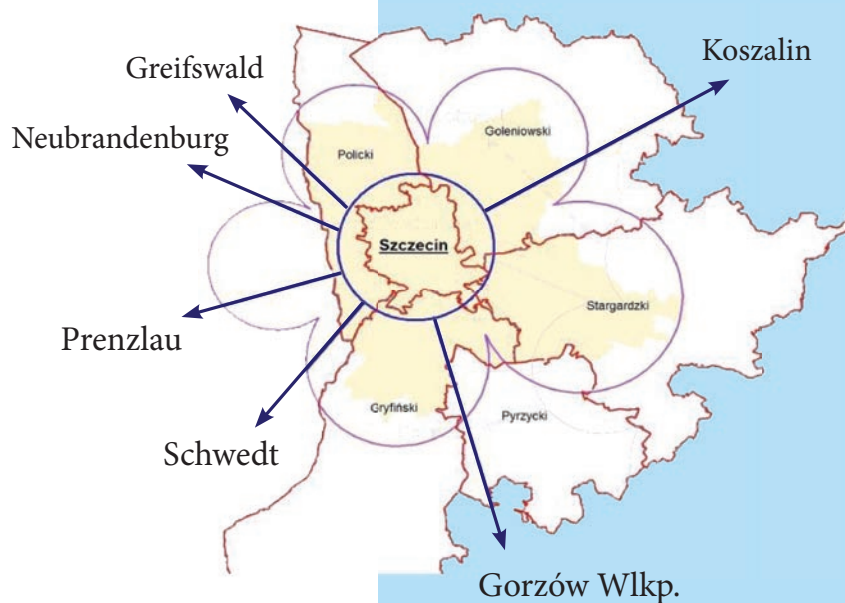 Koszalin
Greifswald
Neubrandenburg
Goleniowski
Policki
Szczecin
Stargardzki
Prenzlau
Gryfiński
Pyrzycki
Schwedt
Gorzów Wlkp.